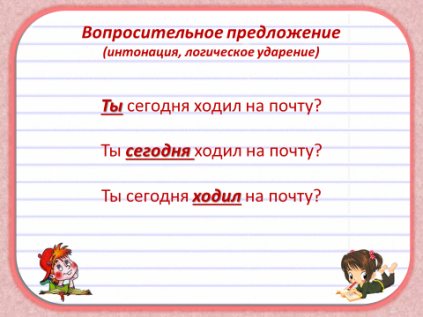 Вопросительное предложение
(интонация, логическое ударение)
Ты сегодня ходил на почту?
Ты сегодня ходил на почту?
Ты сегодня ходил на почту?